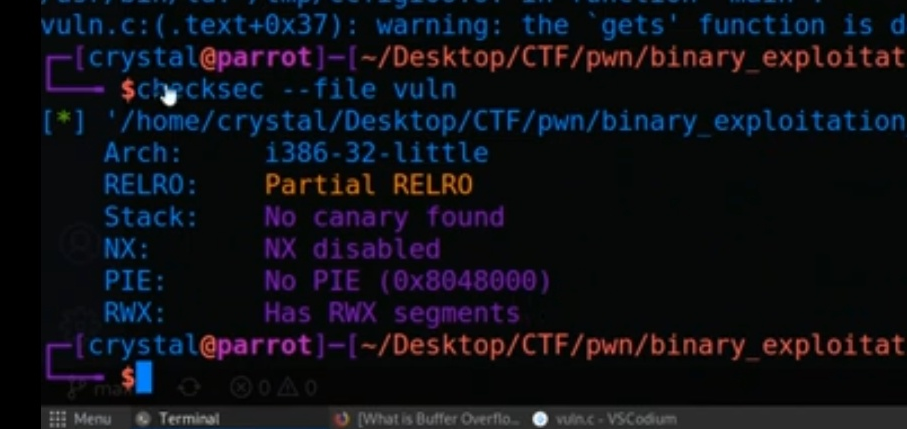 vuln.c:(.text+0x37): warning: the `gets' function is d
[crystal@parrot]-[~/Desktop/CTF/pwn/binary_exploitat
$checksec --file vuln
[*] '/home/crystal/Desktop/CTF/pwn/binary_exploitation
Arch: i386-32-little
RELRO: Partial RELRO
Stack: No canary found
NX: NX disabled
PIE: No PIE (0x8048000)
RWX: Has RWX segments
[crystal@parrot]-[~/Desktop/CTF/pwn/binary_exploitat
$
0 0
Menu Terminal [What is Buffer Overflo... vuln.c - VSCodium